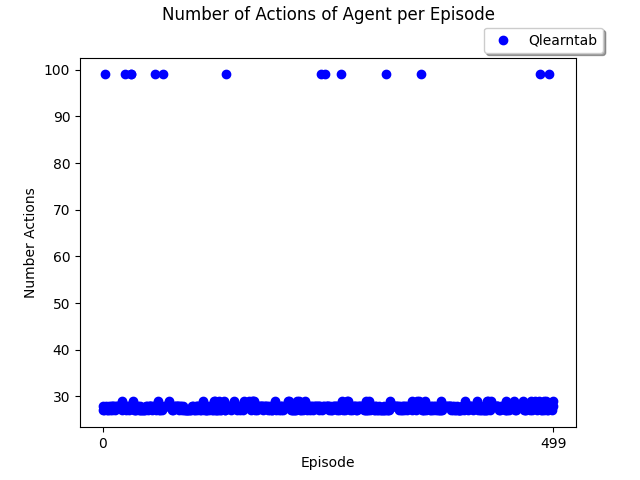 Number of Actions of Agent per Episode
Qlearntab
100
90
80
70
60
50
40
30
Number Actions
0
499
Episode